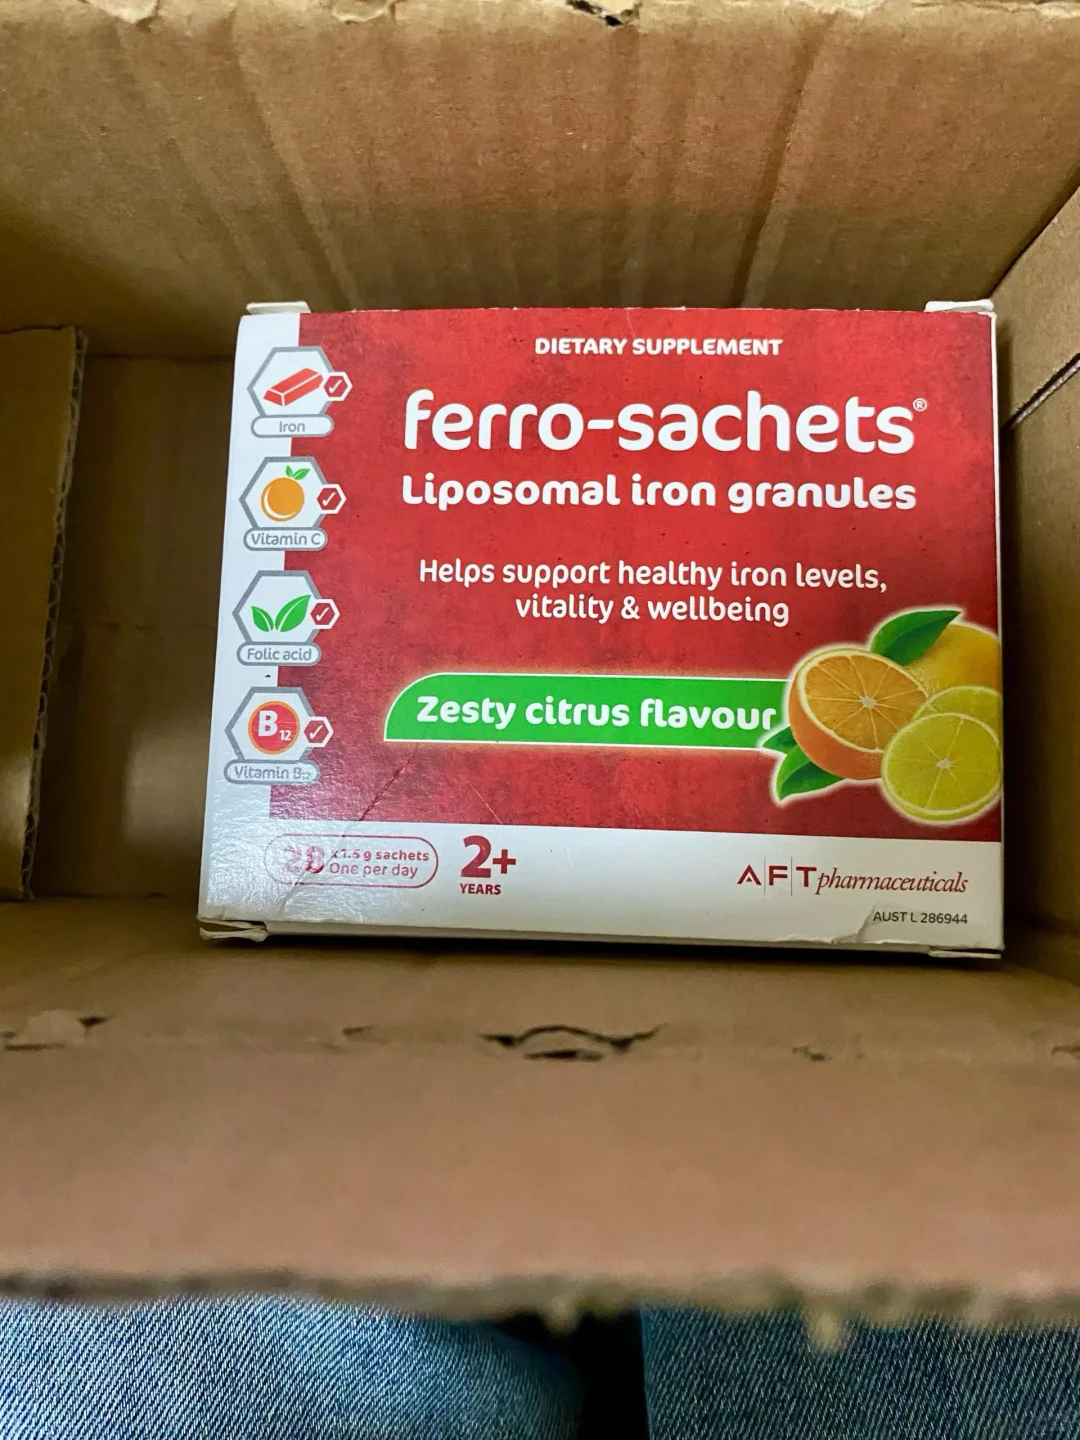 DIETARY SUPPLEMENT
ferro-sachets®
Liposomal iron granules
Helps support healthy iron levels,
vitality & wellbeing
Zesty citrus flavour
Iron
Vitamin C
Folic acid
B12
Vitamin B12
28 x 1.5 g sachets
One per day
2+
YEARS
AFT pharmaceuticals
AUST L 286944